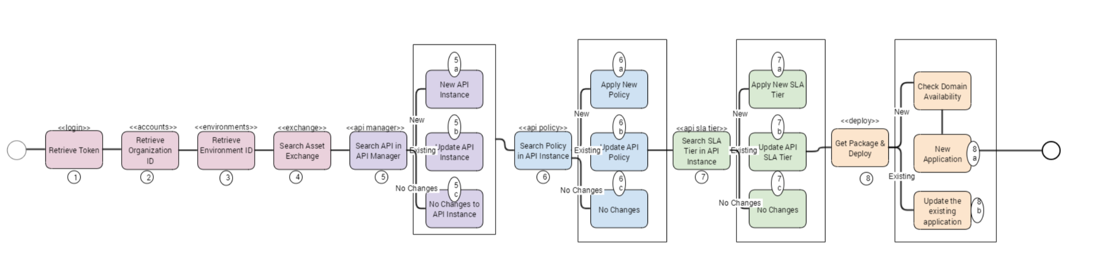 <<login>>
Retrieve Token
1
<<accounts>>
Retrieve
Organization
ID
2
<<environments>>
Retrieve
Environment ID
3
<<exchange>>
Search Asset
Exchange
4
<<api manager>>
Search API in
API Manager
5
New
Existing
No Changes
5
a
New API
Instance
5
b
Update API
Instance
5
c
No Changes to
API Instance
<<api policy>>
Search Policy
in API Instance
6
New
Existing
No Changes
6
a
Apply New
Policy
6
b
Update API
Policy
6
c
No Changes
<<api sla tier>>
Search SLA
Tier in API
Instance
7
New
Existing
No Changes
7
a
Apply New SLA
Tier
7
b
Update API
SLA Tier
7
c
No Changes
<<deploy>>
Get Package &
Deploy
8
New
Existing
Check Domain
Availability
New
Application
8
a
Update the
existing
application
8
b